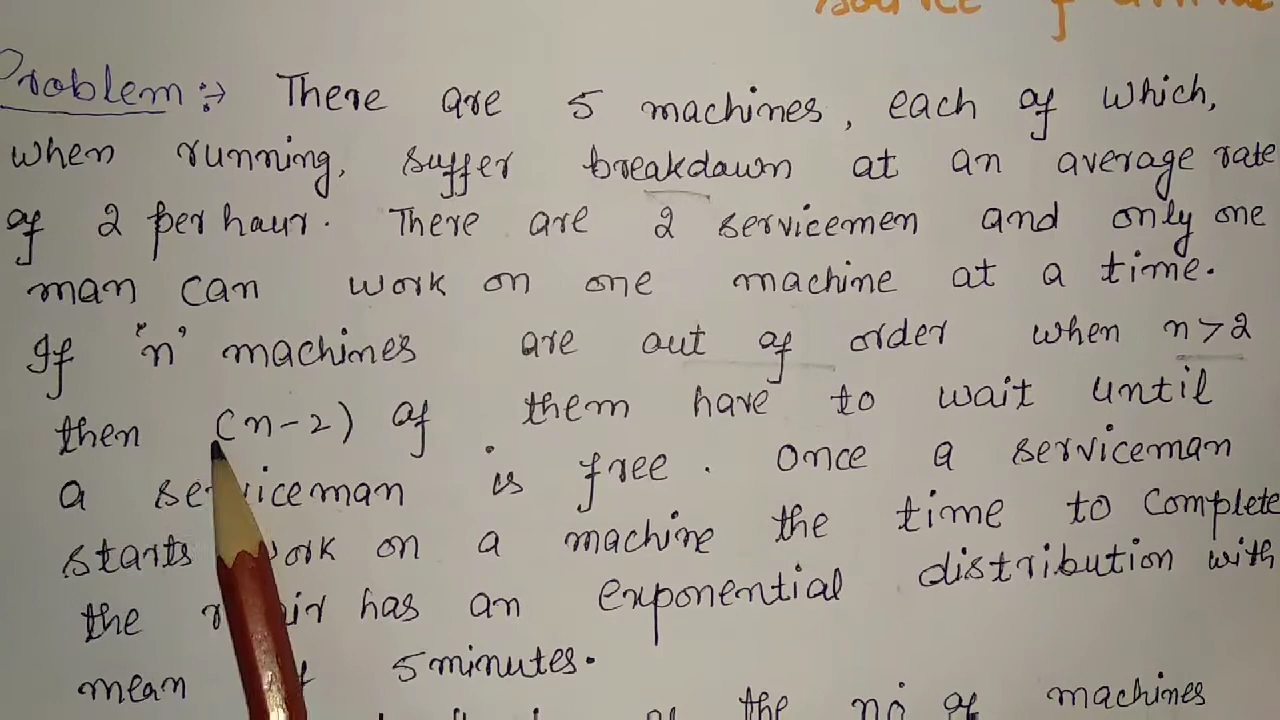 source of
Problem :→ There are 5 machines, each of which,
when running, suffer breakdown at an average rate
of 2 per hour. There are 2 servicemen and only one
man can work on one machine at a time.
If 'n' machines are out of order when n>2
then (n-2) of them have to wait until
a serviceman is free. Once a serviceman
starts work on a machine the time to complete
the repair has an exponential distribution with
mean of 5 minutes.
of the no of machines